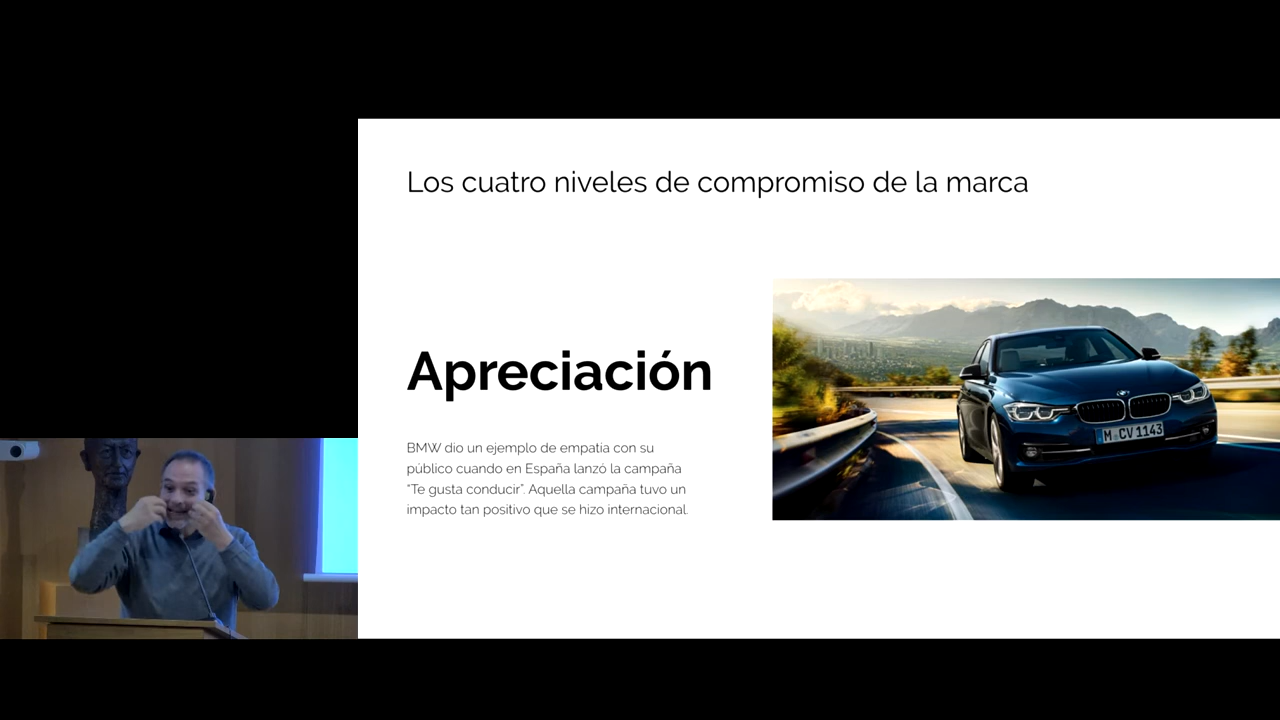 Los cuatro niveles de compromiso de la marca
Apreciación
BMW dio un ejemplo de empatía con su
público cuando en España lanzó la campaña
“Te gusta conducir”. Aquella campaña tuvo un
impacto tan positivo que se hizo internacional.
M CV 1143